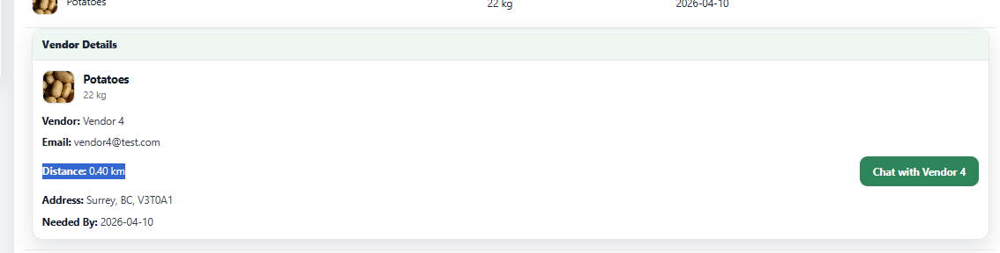 Potatoes 22 kg 2026-04-10
Vendor Details
Potatoes
22 kg
Vendor: Vendor 4
Email: vendor4@test.com
Distance: 0.40 km
Chat with Vendor 4
Address: Surrey, BC, V3T0A1
Needed By: 2026-04-10